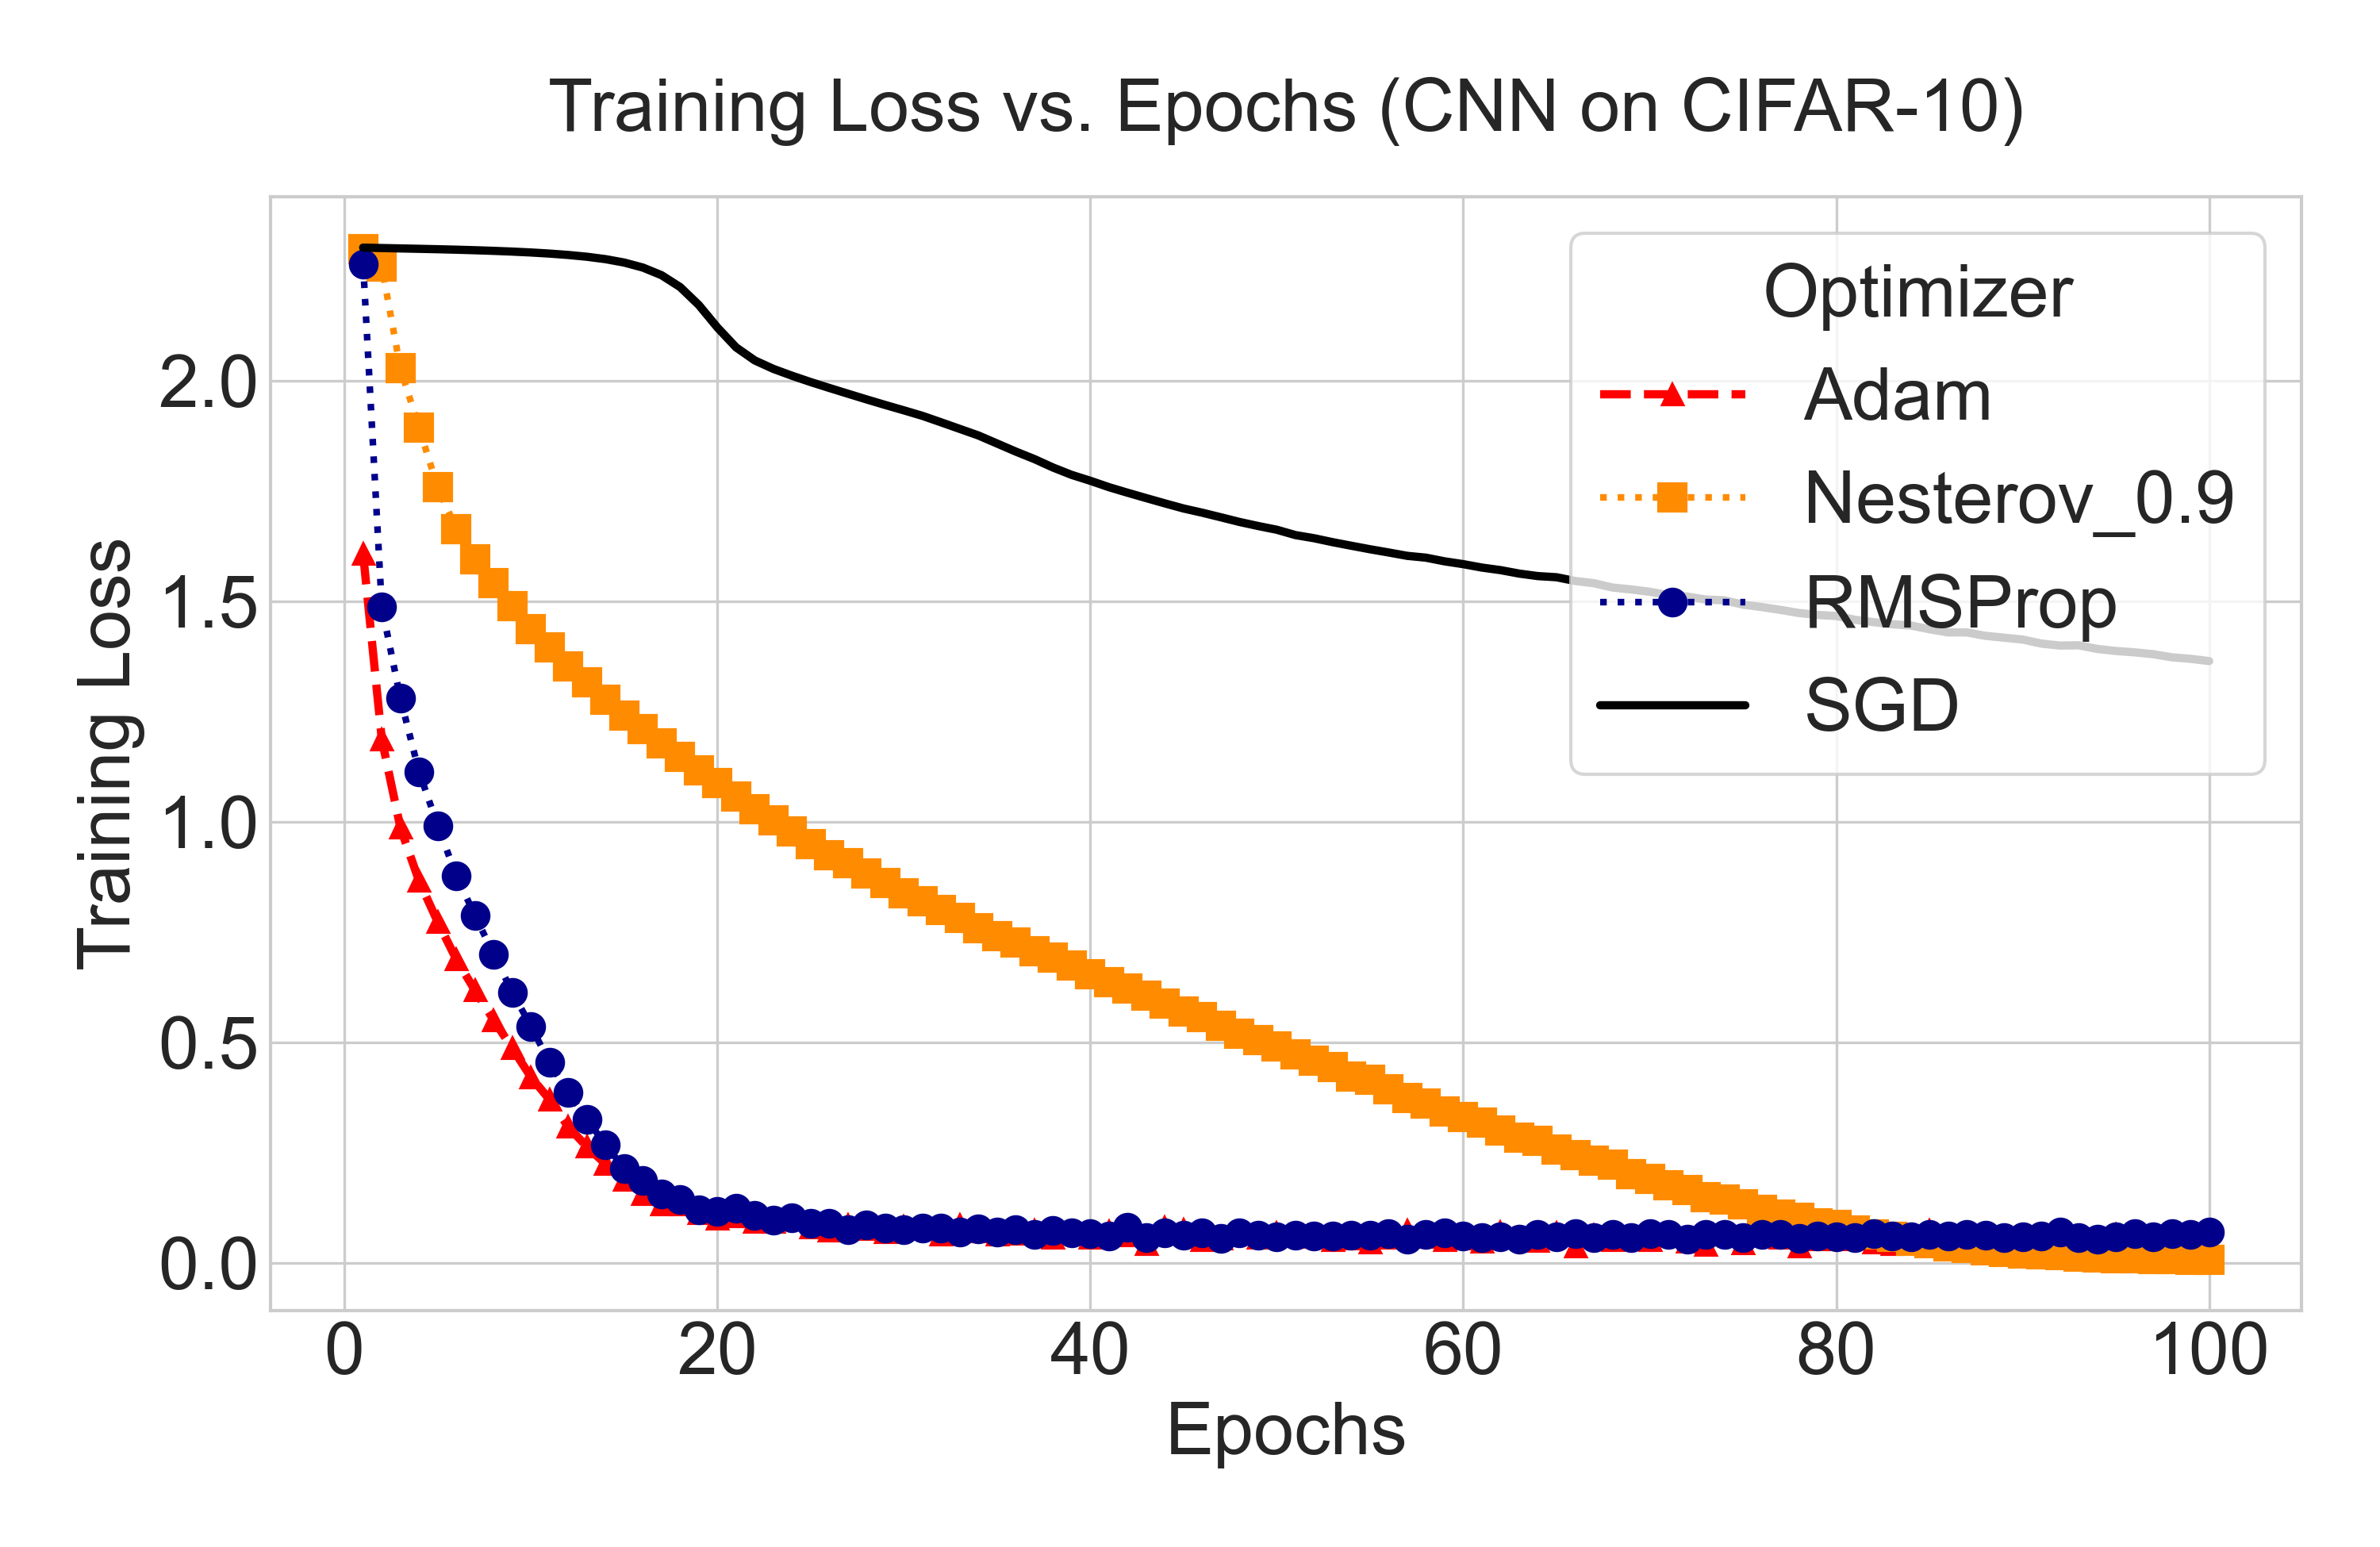 Training Loss vs. Epochs (CNN on CIFAR-10)
Optimizer
Adam
Nesterov_0.9
RMSProp
SGD
Training Loss
2.0
1.5
1.0
0.5
0.0
0 20 40 60 80 100
Epochs